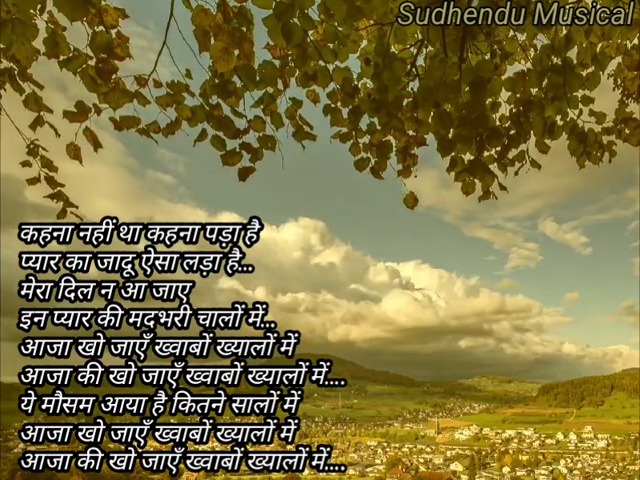 Sudhendu Musical
कहना नहीं था कहना पड़ा है
प्यार का जादू ऐसा लड़ा है...
मेरा दिल न आ जाए
इन प्यार की मदभरी चालों में...
आजा खो जाएँ ख्वाबों ख्यालों में
आजा की खो जाएँ ख्वाबों ख्यालों में....
ये मौसम आया है कितने सालों में
आजा खो जाएँ ख्वाबों ख्यालों में
आजा की खो जाएँ ख्वाबों ख्यालों में....